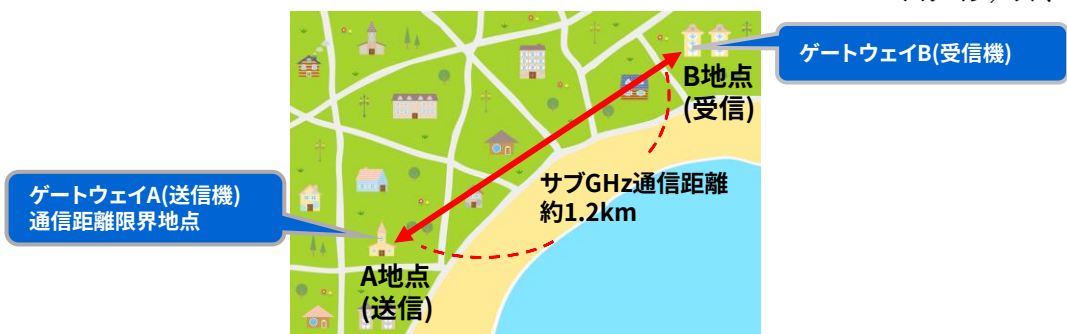 ゲートウェイB(受信機)
B地点
(受信)
サブGHz通信距離
約1.2km
ゲートウェイA(送信機)
通信距離限界地点
A地点
(送信)